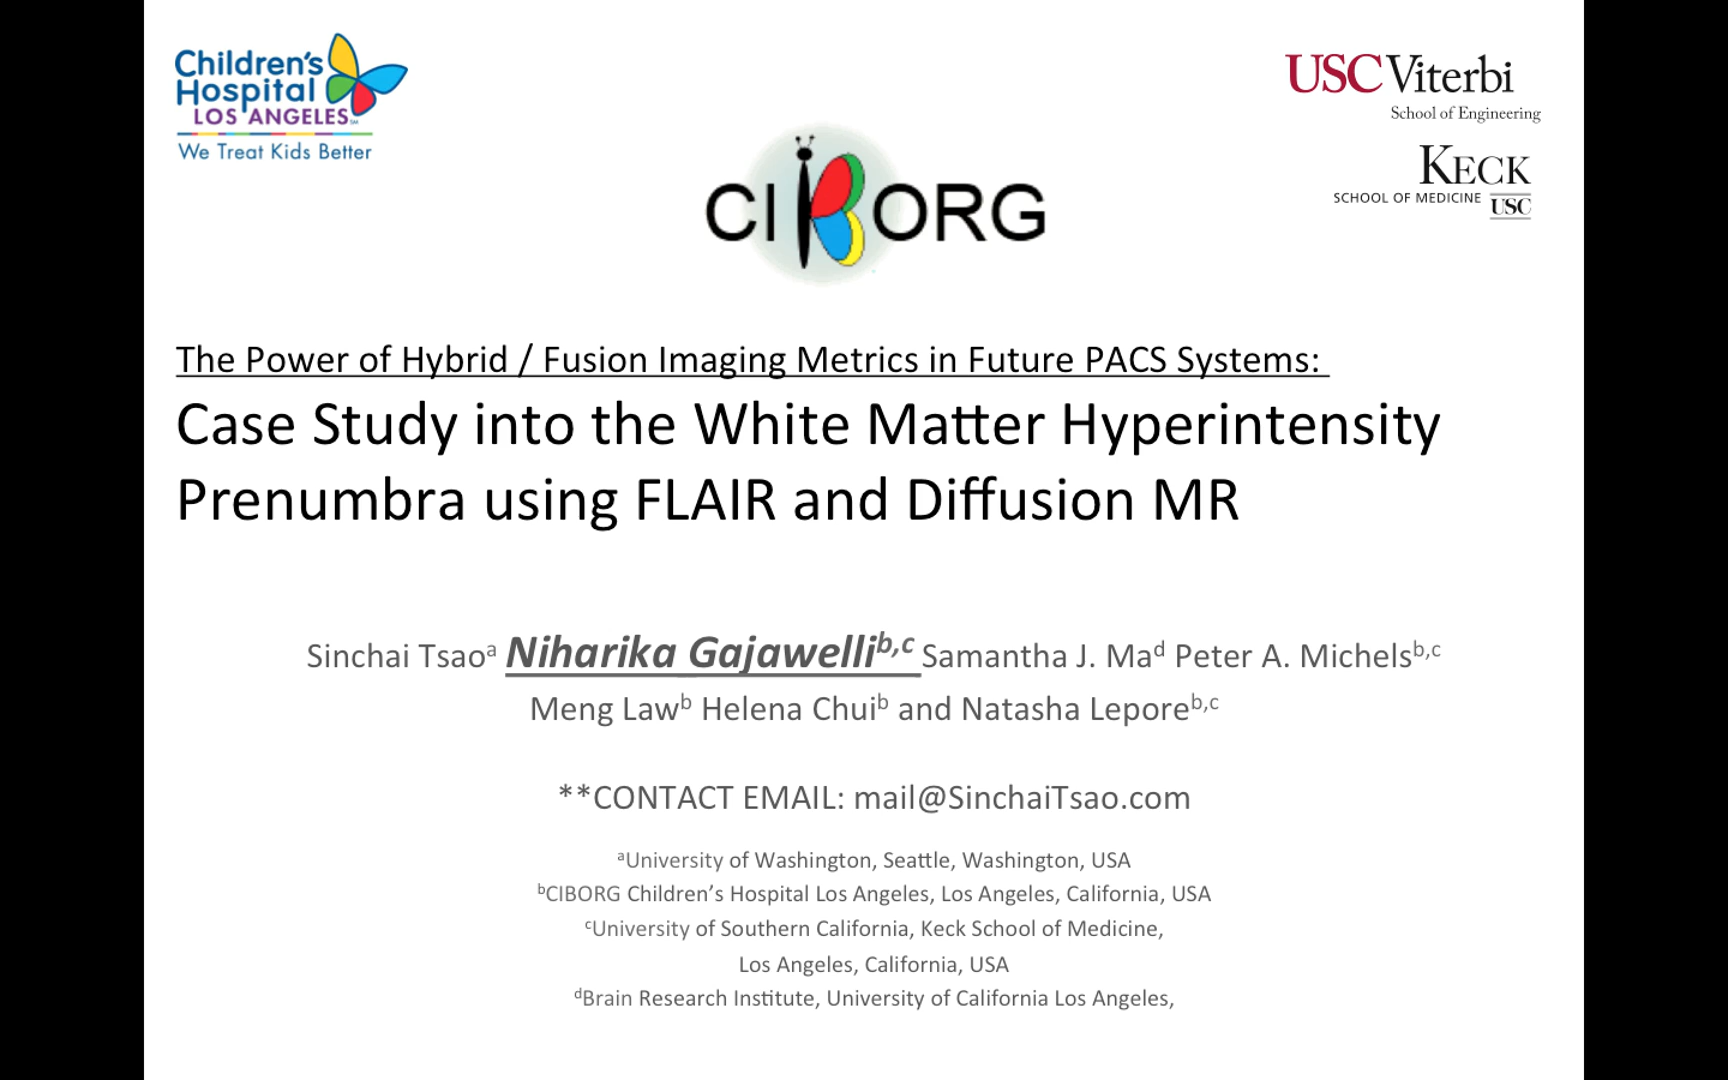 Children's
Hospital
LOS ANGELES℠
We Treat Kids Better
USC Viterbi
School of Engineering
KECK
SCHOOL OF MEDICINE USC
CIBORG
The Power of Hybrid / Fusion Imaging Metrics in Future PACS Systems:
Case Study into the White Matter Hyperintensity
Prenumbra using FLAIR and Diffusion MR
Sinchai Tsaoᵃ Niharika Gajawelliᵇ,ᶜ Samantha J. Maᵈ Peter A. Michelsᵇ,ᶜ
Meng Lawᵇ Helena Chuiᵇ and Natasha Leporeᵇ,ᶜ
**CONTACT EMAIL: mail@SinchaiTsao.com
ᵃUniversity of Washington, Seattle, Washington, USA
ᵇCIBORG Children’s Hospital Los Angeles, Los Angeles, California, USA
ᶜUniversity of Southern California, Keck School of Medicine,
Los Angeles, California, USA
ᵈBrain Research Institute, University of California Los Angeles,